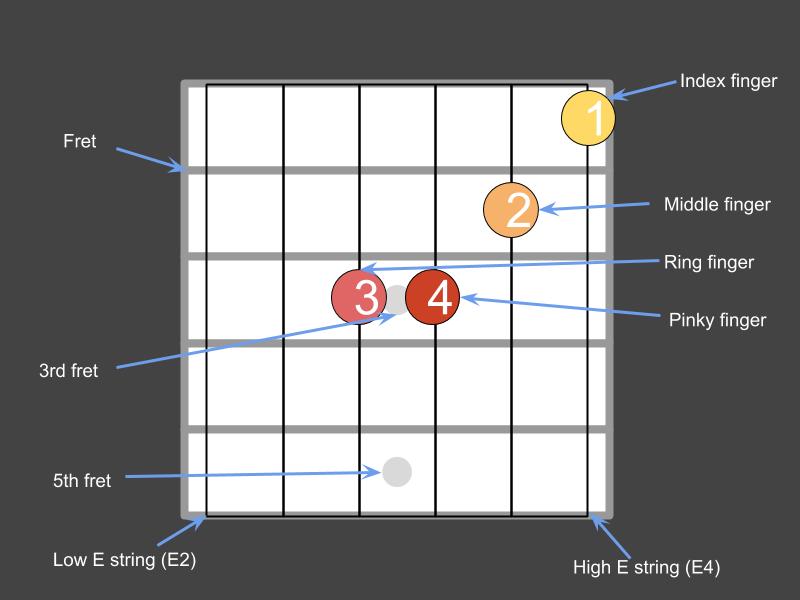 Index finger
1
Fret
2
Middle finger
Ring finger
3
4
Pinky finger
3rd fret
5th fret
Low E string (E2)
High E string (E4)